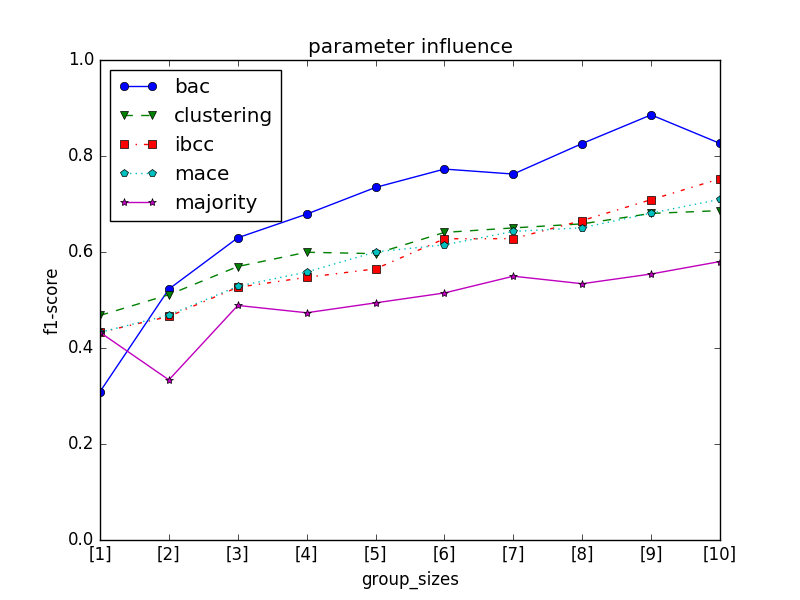 parameter influence
1.0
0.8
0.6
0.4
0.2
0.0
f1-score
bac
clustering
ibcc
mace
majority
[1] [2] [3] [4] [5] [6] [7] [8] [9] [10]
group_sizes